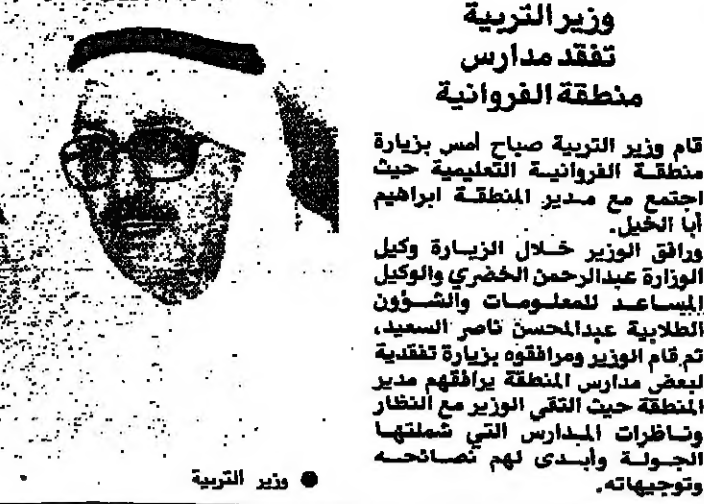 وزير التربية
تفقد مدارس
منطقة الفروانية
قام وزير التربية صباح أمس بزيارة
منطقة الفروانية التعليمية حيث
اجتمع مع مدير المنطقة ابراهيم
أبا الخيل.
ورافق الوزير خلال الزيارة وكيل
الوزارة عبدالرحمن الخضري والوكيل
المساعد للمعلومات والشؤون
الطلابية عبدالمحسن ناصر السعيد،
ثم قام الوزير ومرافقوه بزيارة تفقدية
لبعض مدارس المنطقة يرافقهم مدير
المنطقة حيث التقي الوزير مع النظار
وناظرات المدارس التي شملتها
الجولة وأبدى لهم نصائحه
وتوجيهاته.
● وزير التربية